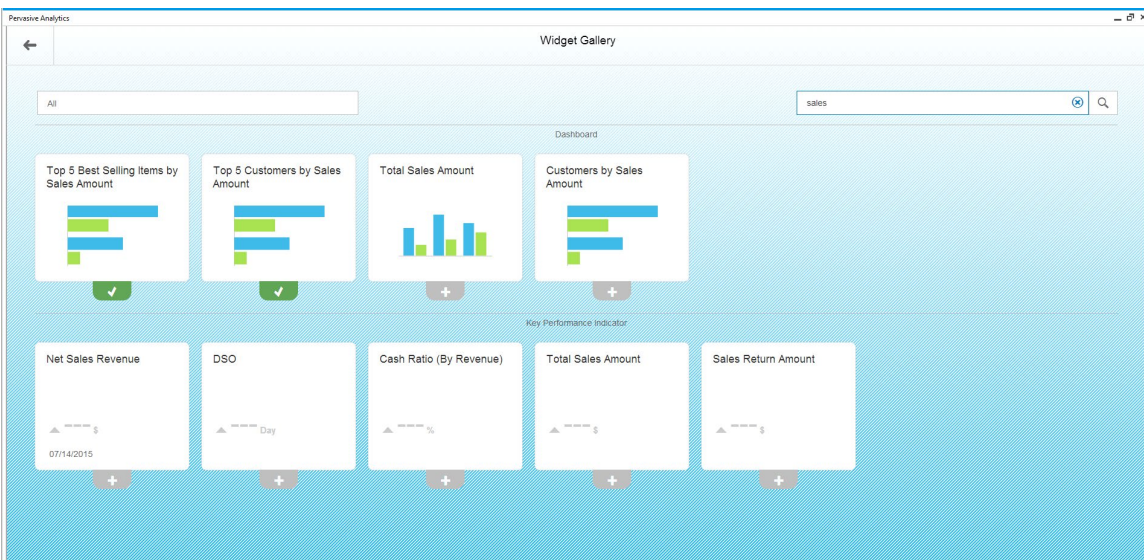 Pervasive Analytics
Widget Gallery
All
sales
Dashboard
Top 5 Best Selling Items by
Sales Amount
Top 5 Customers by Sales
Amount
Total Sales Amount
Customers by Sales
Amount
Key Performance Indicator
Net Sales Revenue
--- $
07/14/2015
DSO
--- Day
Cash Ratio (By Revenue)
--- %
Total Sales Amount
--- $
Sales Return Amount
--- $